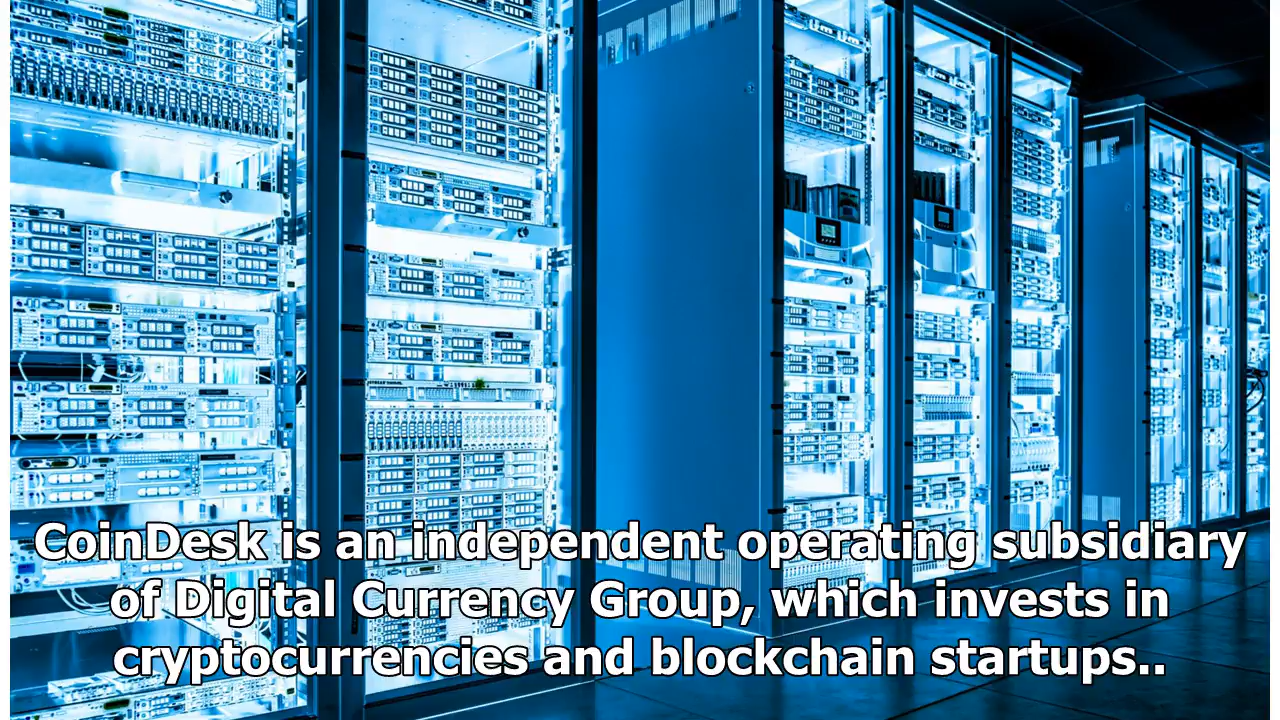 CoinDesk is an independent operating subsidiary
of Digital Currency Group, which invests in
cryptocurrencies and blockchain startups..